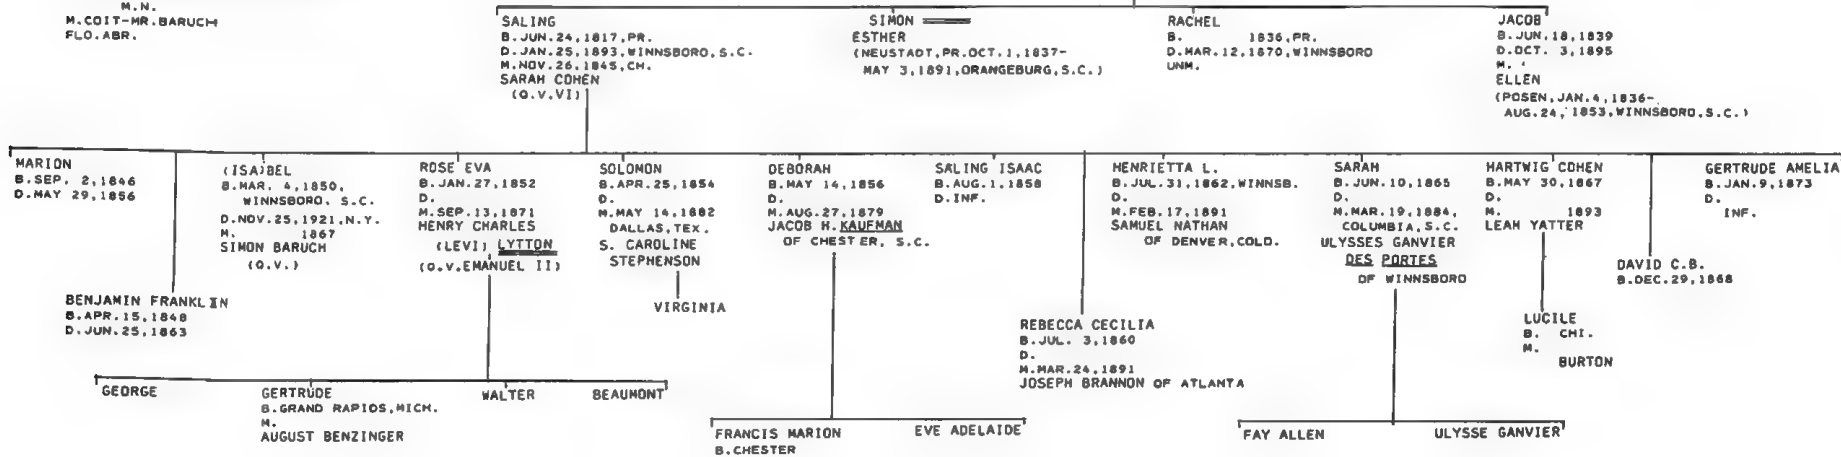 M.N.
M.COIT-MR.BARUCH
FLO.ABR.
SALING
B.JUN.24,1817,PR.
D.JAN.25,1893,WINNSBORO,S.C.
M.NOV.26,1845,CH.
SARAH COHEN
(Q.V.VI)
SIMON
ESTHER
(NEUSTADT,PR.OCT.1,1837-
MAY 3,1891,ORANGEBURG,S.C.)
RACHEL
B. 1836,PR.
D.MAR.12,1870,WINNSBORO
UNM.
JACOB
B.JUN.18,1839
D.OCT. 3,1895
M.
ELLEN
(POSEN,JAN.4,1836-
AUG.24,1853,WINNSBORO,S.C.)
MARION
B.SEP. 2,1846
D.MAY 29,1856
BENJAMIN FRANKLIN
B.APR.15,1848
D.JUN.25,1863
(ISA)BEL
B.MAR. 4,1850,
WINNSBORO. S.C.
D.NOV.25,1921,N.Y.
M. 1867
SIMON BARUCH
(Q.V.)
ROSE EVA
B.JAN.27,1852
D.
M.SEP.13,1871
HENRY CHARLES
(LEVI) LYTTON
(Q.V.EMANUEL II)
SOLOMON
B.APR.25,1854
D.
M.MAY 14,1882
DALLAS,TEX.
S. CAROLINE
STEPHENSON
VIRGINIA
DEBORAH
B.MAY 14,1856
D.
M.AUG.27,1879
JACOB H.KAUFMAN
OF CHESTER, S.C.
SALING ISAAC
B.AUG.1,1858
D.INF.
REBECCA CECILIA
B.JUL. 3,1860
D.
M.MAR.24,1891
JOSEPH BRANNON OF ATLANTA
HENRIETTA L.
B.JUL.31,1862,WINNSB.
D.
M.FEB.17,1891
SAMUEL NATHAN
OF DENVER,COLD.
SARAH
B.JUN.10,1865
D.
M.MAR.19,1884,
COLUMBIA,S.C.
ULYSSES GANVIER
DES PORTES
OF WINNSBORO
HARTWIG COHEN
B.MAY 30,1867
D.
M. 1893
LEAH YATTER
LUCILE
B. CHI.
M.
BURTON
DAVID C.B.
B.DEC.29,1868
GERTRUDE AMELIA
B.JAN.9,1873
D.
INF.
GEORGE
GERTRUDE
B.GRAND RAPIDS,MICH.
M.
AUGUST BENZINGER
WALTER
BEAUMONT
FRANCIS MARION
B.CHESTER
EVE ADELAIDE
FAY ALLEN
ULYSSE GANVIER